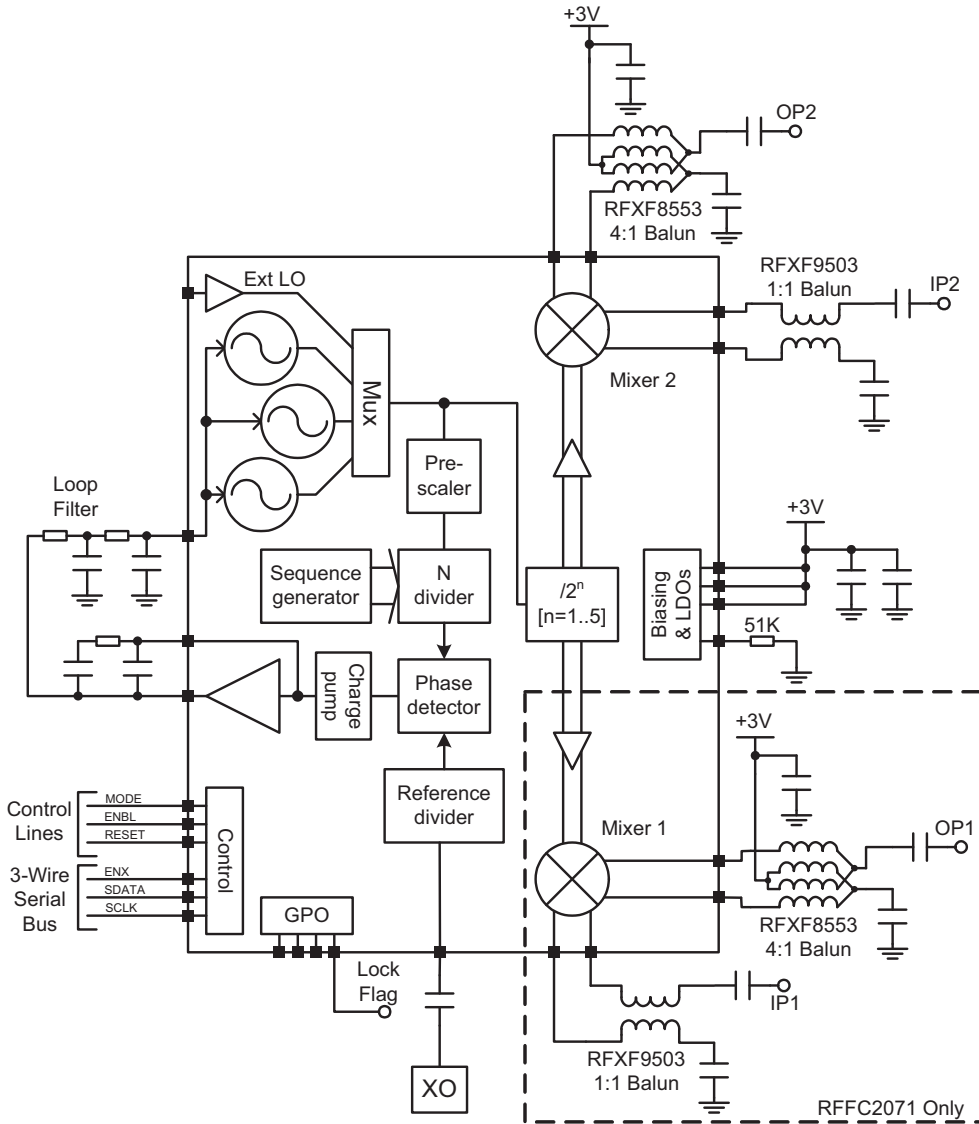 +3V
OP2
RFXF8553
4:1 Balun
RFXF9503
1:1 Balun
IP2
Ext LO
Mux
Mixer 2
Pre-
scaler
Loop
Filter
+3V
Sequence
generator
N
divider
/2ⁿ
[n=1..5]
Biasing
& LDOs
51K
Charge
pump
Phase
detector
+3V
Reference
divider
Mixer 1
OP1
Control
Lines
MODE
ENBL
RESET
3-Wire
Serial
Bus
ENX
SDATA
SCLK
Control
GPO
RFXF8553
4:1 Balun
Lock
Flag
IP1
XO
RFXF9503
1:1 Balun
RFFC2071 Only